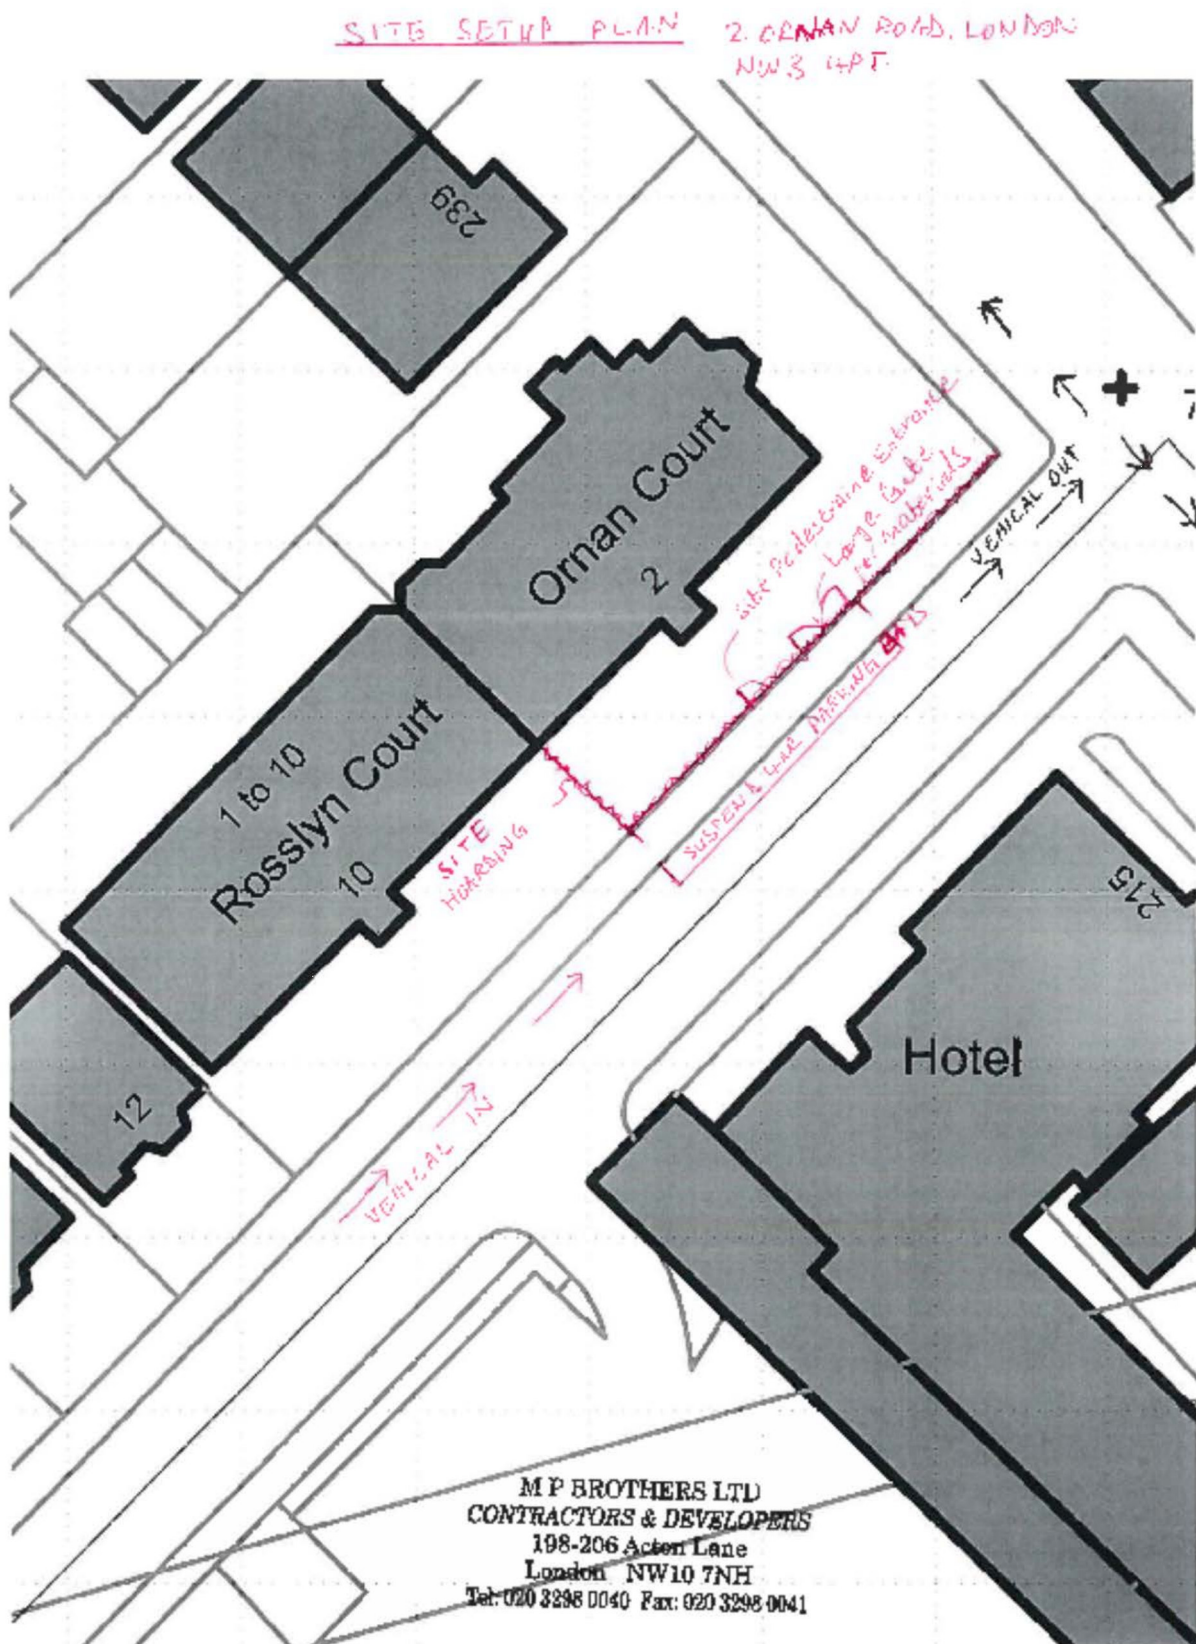 SITE SETUP PLAN
2. ORNAN ROAD, LONDON
NW3 4PT.
239
Ornan Court
2
Site Pedestraine Entrance
Large Gate
for materials
VEHICAL OUT
SUSPEND CAR PARKING
1 to 10
Rosslyn Court
10
SITE
HOARDING
215
Hotel
12
VEHICAL IN
M P BROTHERS LTD
CONTRACTORS & DEVELOPERS
198-206 Acton Lane
London NW10 7NH
Tel: 020 3298 0040 Fax: 020 3298 0041